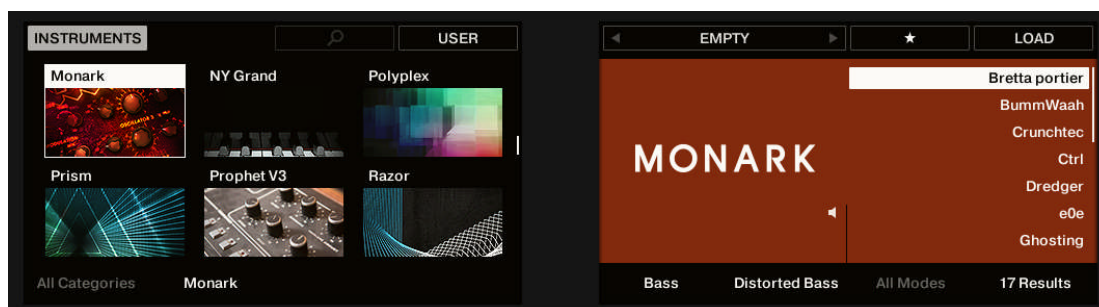 INSTRUMENTS USER
Monark NY Grand Polyplex
Prism Prophet V3 Razor
All Categories Monark
EMPTY ★ LOAD
MONARK
Bretta portier
BummWaah
Crunchtec
Ctrl
Dredger
e0e
Ghosting
Bass Distorted Bass All Modes 17 Results